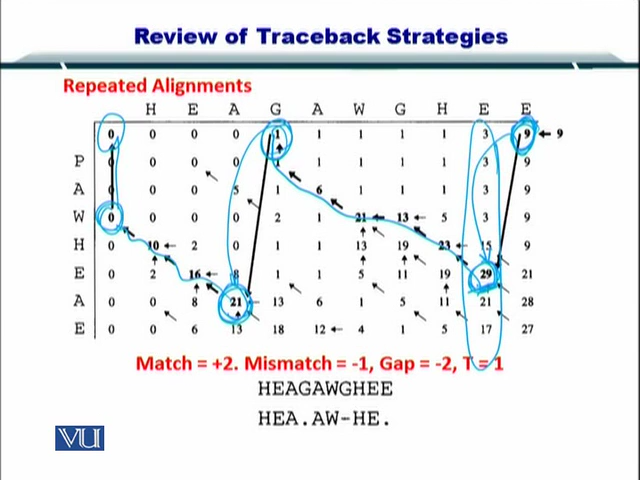 Review of Traceback Strategies
Repeated Alignments
H E A G A W G H E E
0 0 0 0 1 1 1 1 1 3 9 ← 9
P 0 0 0 0 1 1 1 1 1 3 9
A 0 0 0 5 1 6 1 1 1 3 9
W 0 0 0 0 2 1 21 13 5 3 9
H 0 10 2 0 1 1 13 19 23 15 9
E 0 2 16 8 1 1 5 11 19 29 21
A 0 0 8 21 13 6 1 5 11 21 28
E 0 0 6 13 18 12 4 1 5 17 27
Match = +2. Mismatch = -1, Gap = -2, T = 1
HEAGAWGHEE
HEA.AW-HE.
VU